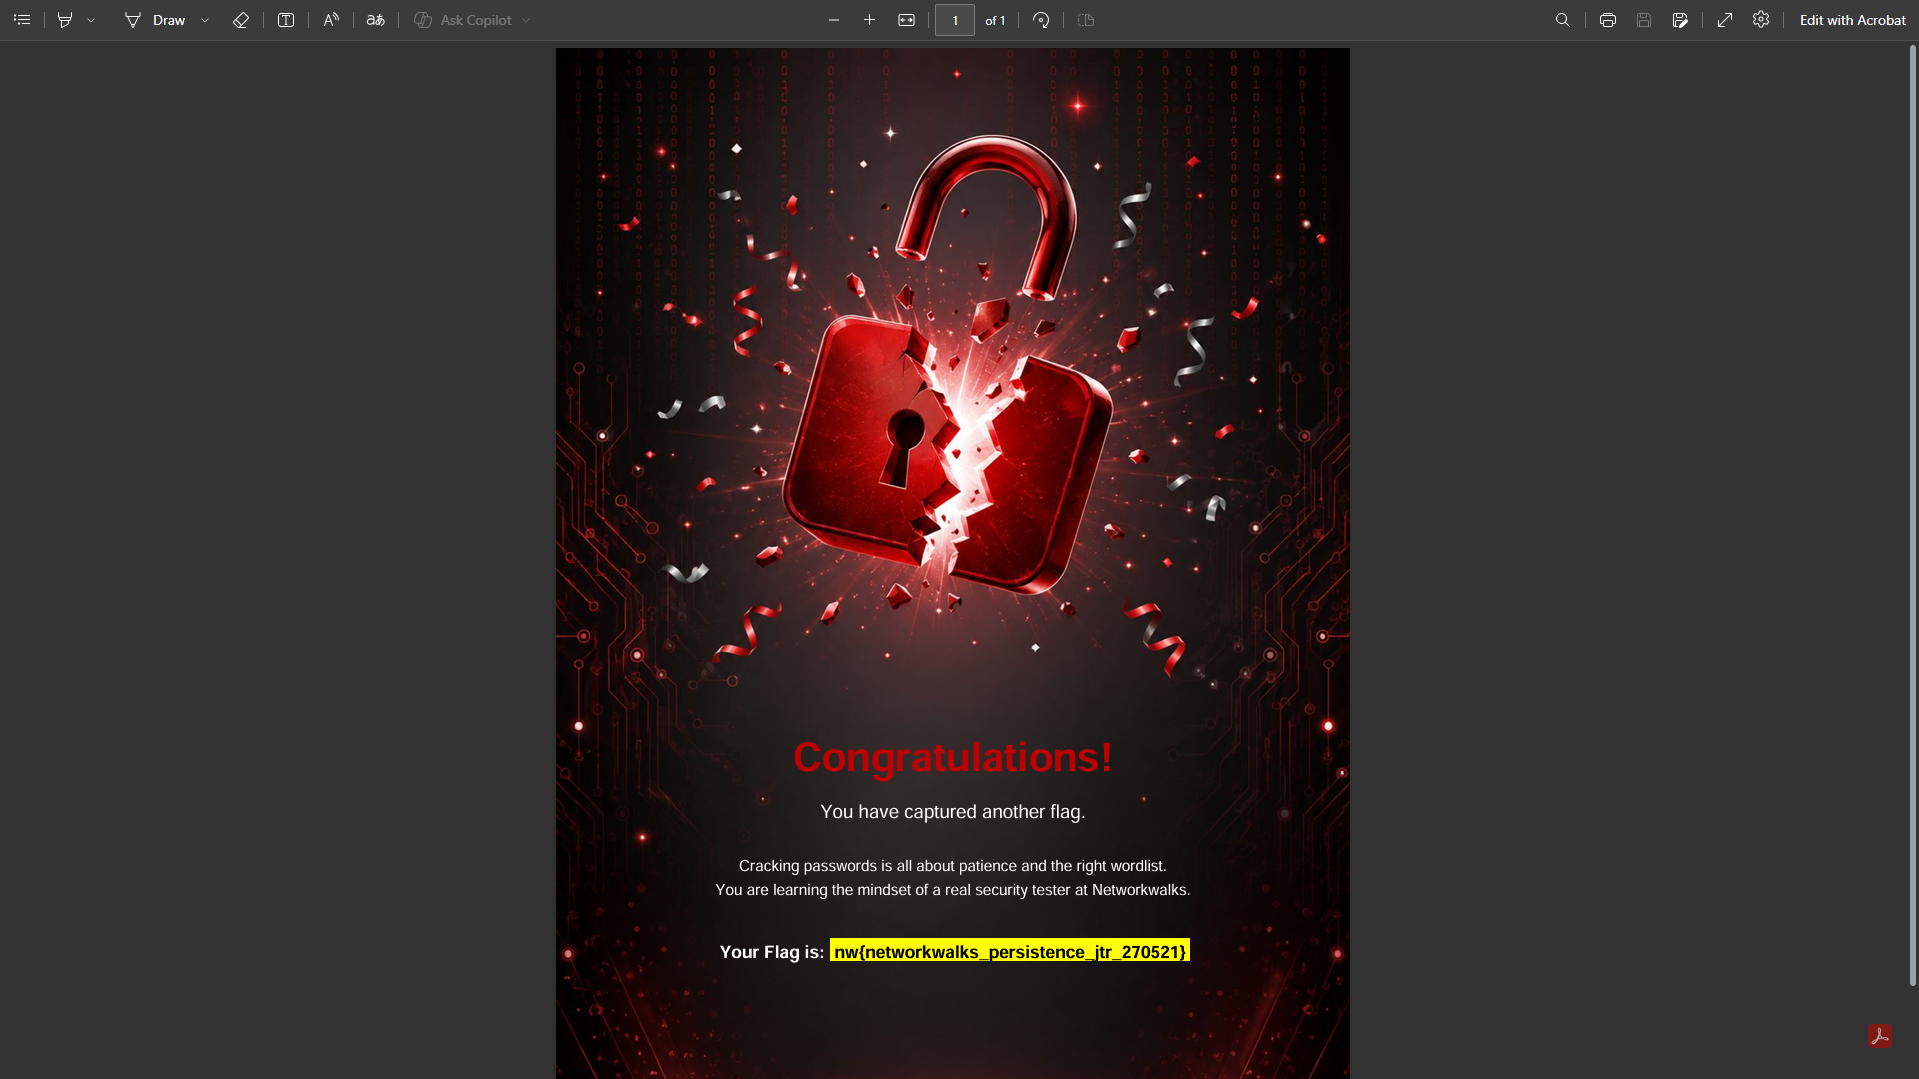 Draw
Ask Copilot
1
of 1
Edit with Acrobat
Congratulations!
You have captured another flag.
Cracking passwords is all about patience and the right wordlist.
You are learning the mindset of a real security tester at Networkwalks.
Your Flag is: nw{networkwalks_persistence_jtr_270521}